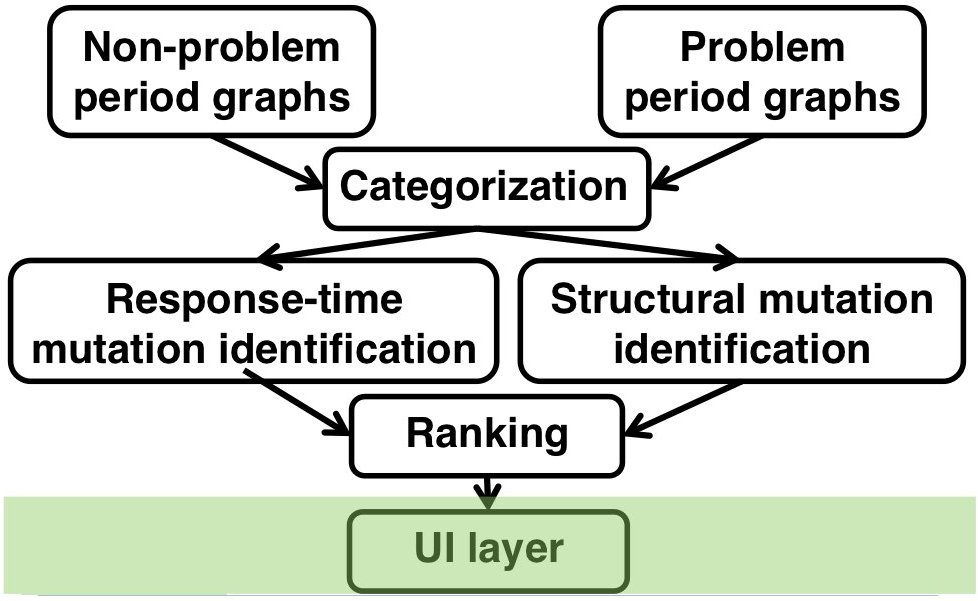 Non-problem
period graphs
Problem
period graphs
Categorization
Response-time
mutation identification
Structural mutation
identification
Ranking
UI layer